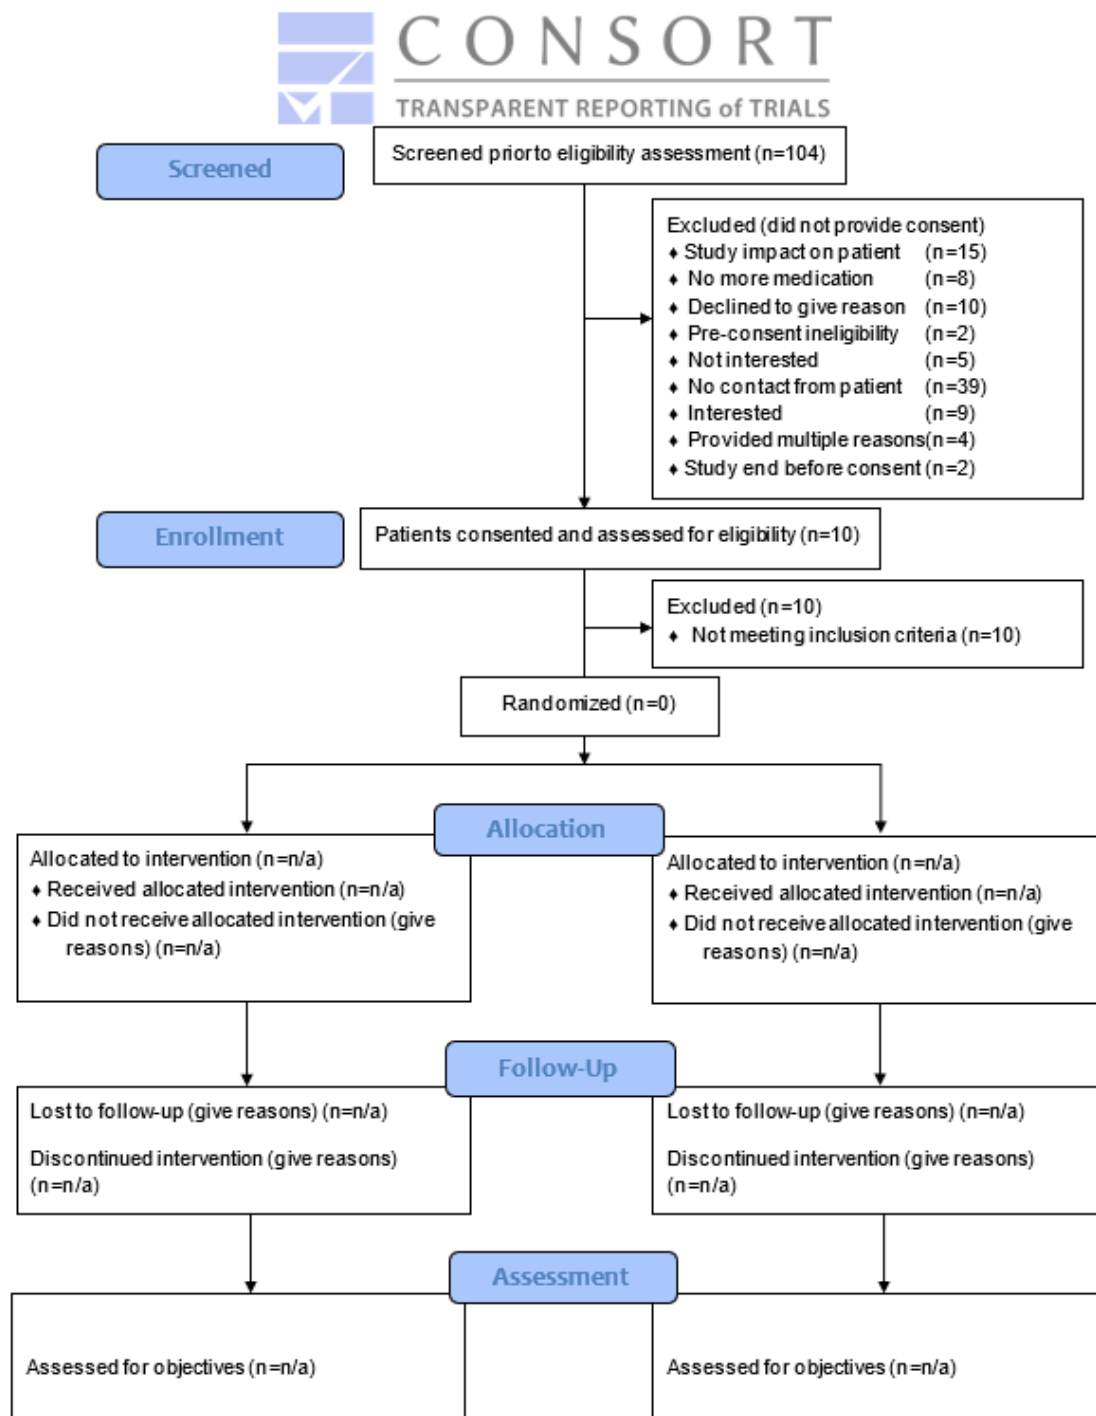 CONSORT
TRANSPARENT REPORTING of TRIALS
Screened
Screened prior to eligibility assessment (n=104)
Excluded (did not provide consent)
♦ Study impact on patient (n=15)
♦ No more medication (n=8)
♦ Declined to give reason (n=10)
♦ Pre-consent ineligibility (n=2)
♦ Not interested (n=5)
♦ No contact from patient (n=39)
♦ Interested (n=9)
♦ Provided multiple reasons (n=4)
♦ Study end before consent (n=2)
Enrollment
Patients consented and assessed for eligibility (n=10)
Excluded (n=10)
♦ Not meeting inclusion criteria (n=10)
Randomized (n=0)
Allocation
Allocated to intervention (n=n/a)
♦ Received allocated intervention (n=n/a)
♦ Did not receive allocated intervention (give
reasons) (n=n/a)
Allocated to intervention (n=n/a)
♦ Received allocated intervention (n=n/a)
♦ Did not receive allocated intervention (give
reasons) (n=n/a)
Follow-Up
Lost to follow-up (give reasons) (n=n/a)
Discontinued intervention (give reasons)
(n=n/a)
Lost to follow-up (give reasons) (n=n/a)
Discontinued intervention (give reasons)
(n=n/a)
Assessment
Assessed for objectives (n=n/a)
Assessed for objectives (n=n/a)